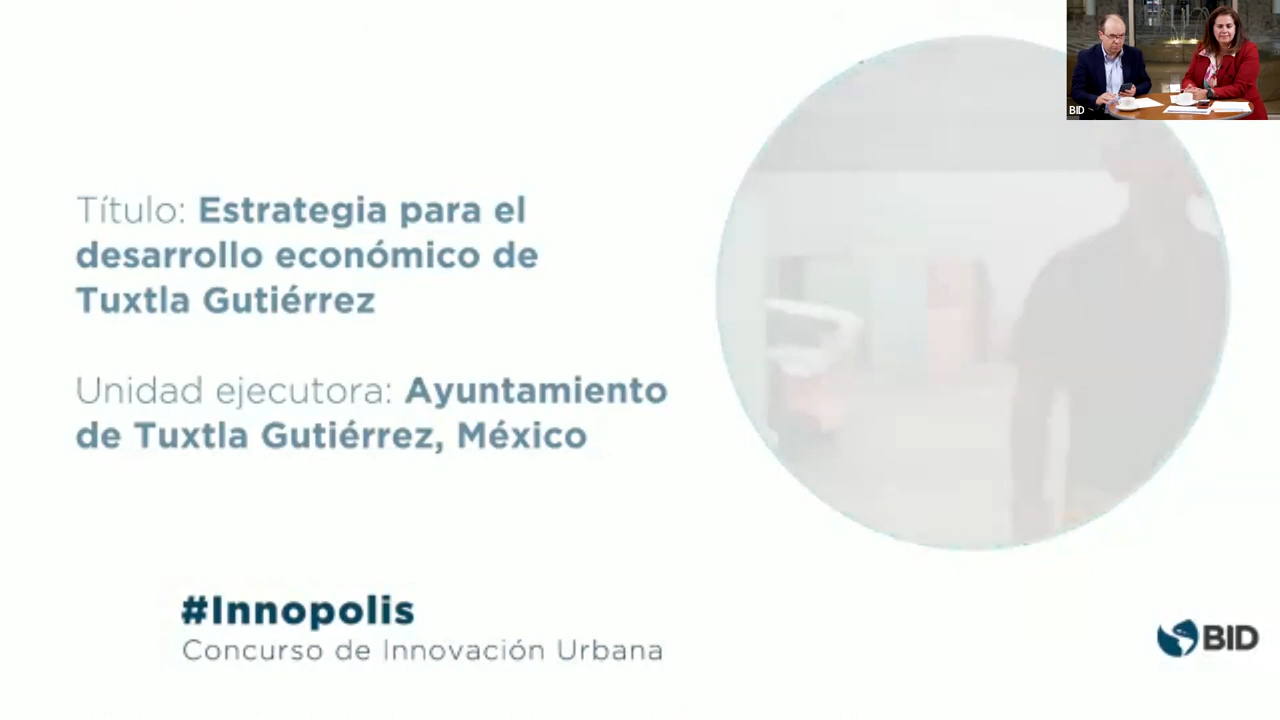 BID
Título: Estrategia para el
desarrollo económico de
Tuxtla Gutiérrez
Unidad ejecutora: Ayuntamiento
de Tuxtla Gutiérrez, México
#Innopolis
Concurso de Innovación Urbana
BID